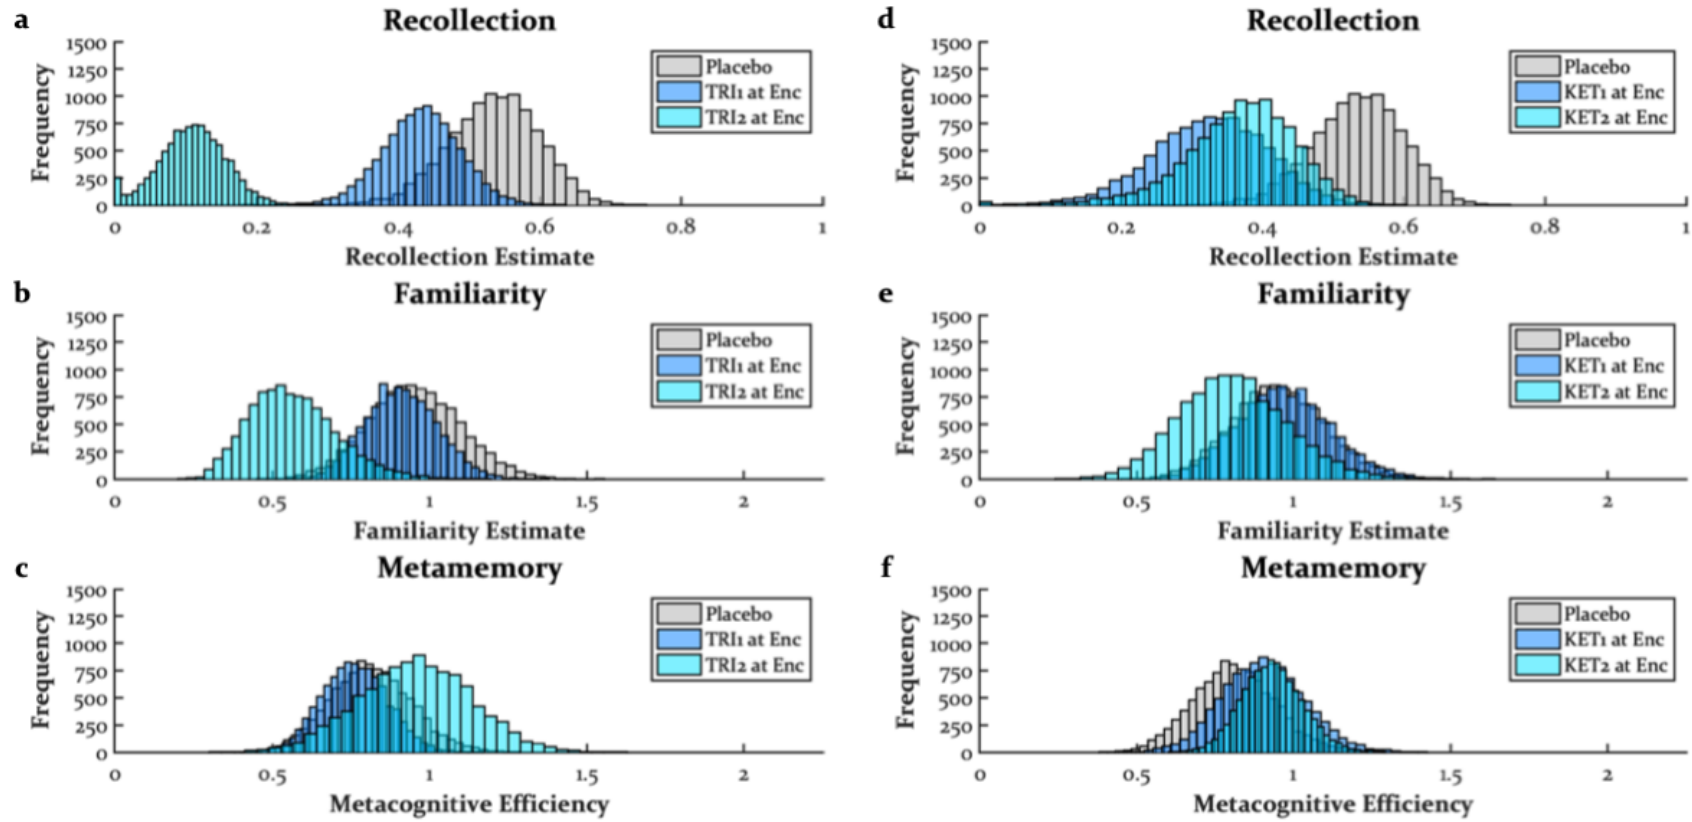 a
Recollection
Frequency
1500
1250
1000
750
500
250
0
Placebo
TRI1 at Enc
TRI2 at Enc
0 0.2 0.4 0.6 0.8 1
Recollection Estimate
b
Familiarity
Frequency
1500
1250
1000
750
500
250
0
Placebo
TRI1 at Enc
TRI2 at Enc
0 0.5 1 1.5 2
Familiarity Estimate
c
Metamemory
Frequency
1500
1250
1000
750
500
250
0
Placebo
TRI1 at Enc
TRI2 at Enc
0 0.5 1 1.5 2
Metacognitive Efficiency
d
Recollection
Frequency
1500
1250
1000
750
500
250
0
Placebo
KET1 at Enc
KET2 at Enc
0 0.2 0.4 0.6 0.8 1
Recollection Estimate
e
Familiarity
Frequency
1500
1250
1000
750
500
250
0
Placebo
KET1 at Enc
KET2 at Enc
0 0.5 1 1.5 2
Familiarity Estimate
f
Metamemory
Frequency
1500
1250
1000
750
500
250
0
Placebo
KET1 at Enc
KET2 at Enc
0 0.5 1 1.5 2
Metacognitive Efficiency